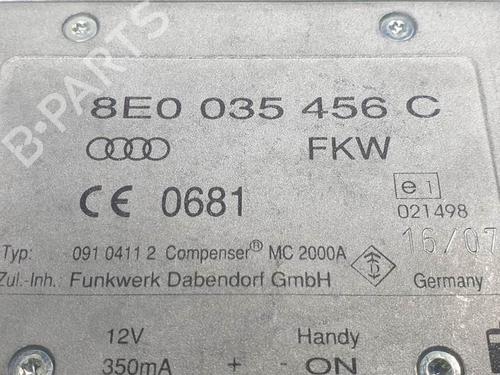 B-PARTS
8E0 035 456 C
FKW
CE 0681
e1
021498
16/07
Typ: 091 0411 2 Compenser® MC 2000A
Zul.-Inh.: Funkwerk Dabendorf GmbH
Germany
12V Handy
350mA + - ON